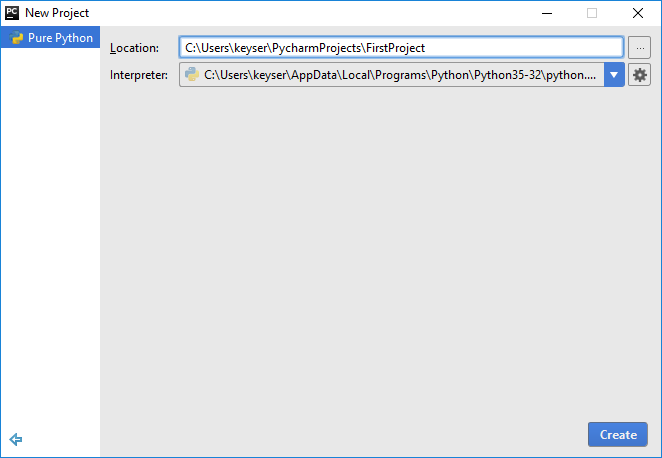 PC New Project
Pure Python
Location: C:\Users\keyser\PycharmProjects\FirstProject ...
Interpreter: C:\Users\keyser\AppData\Local\Programs\Python\Python35-32\python....
Create